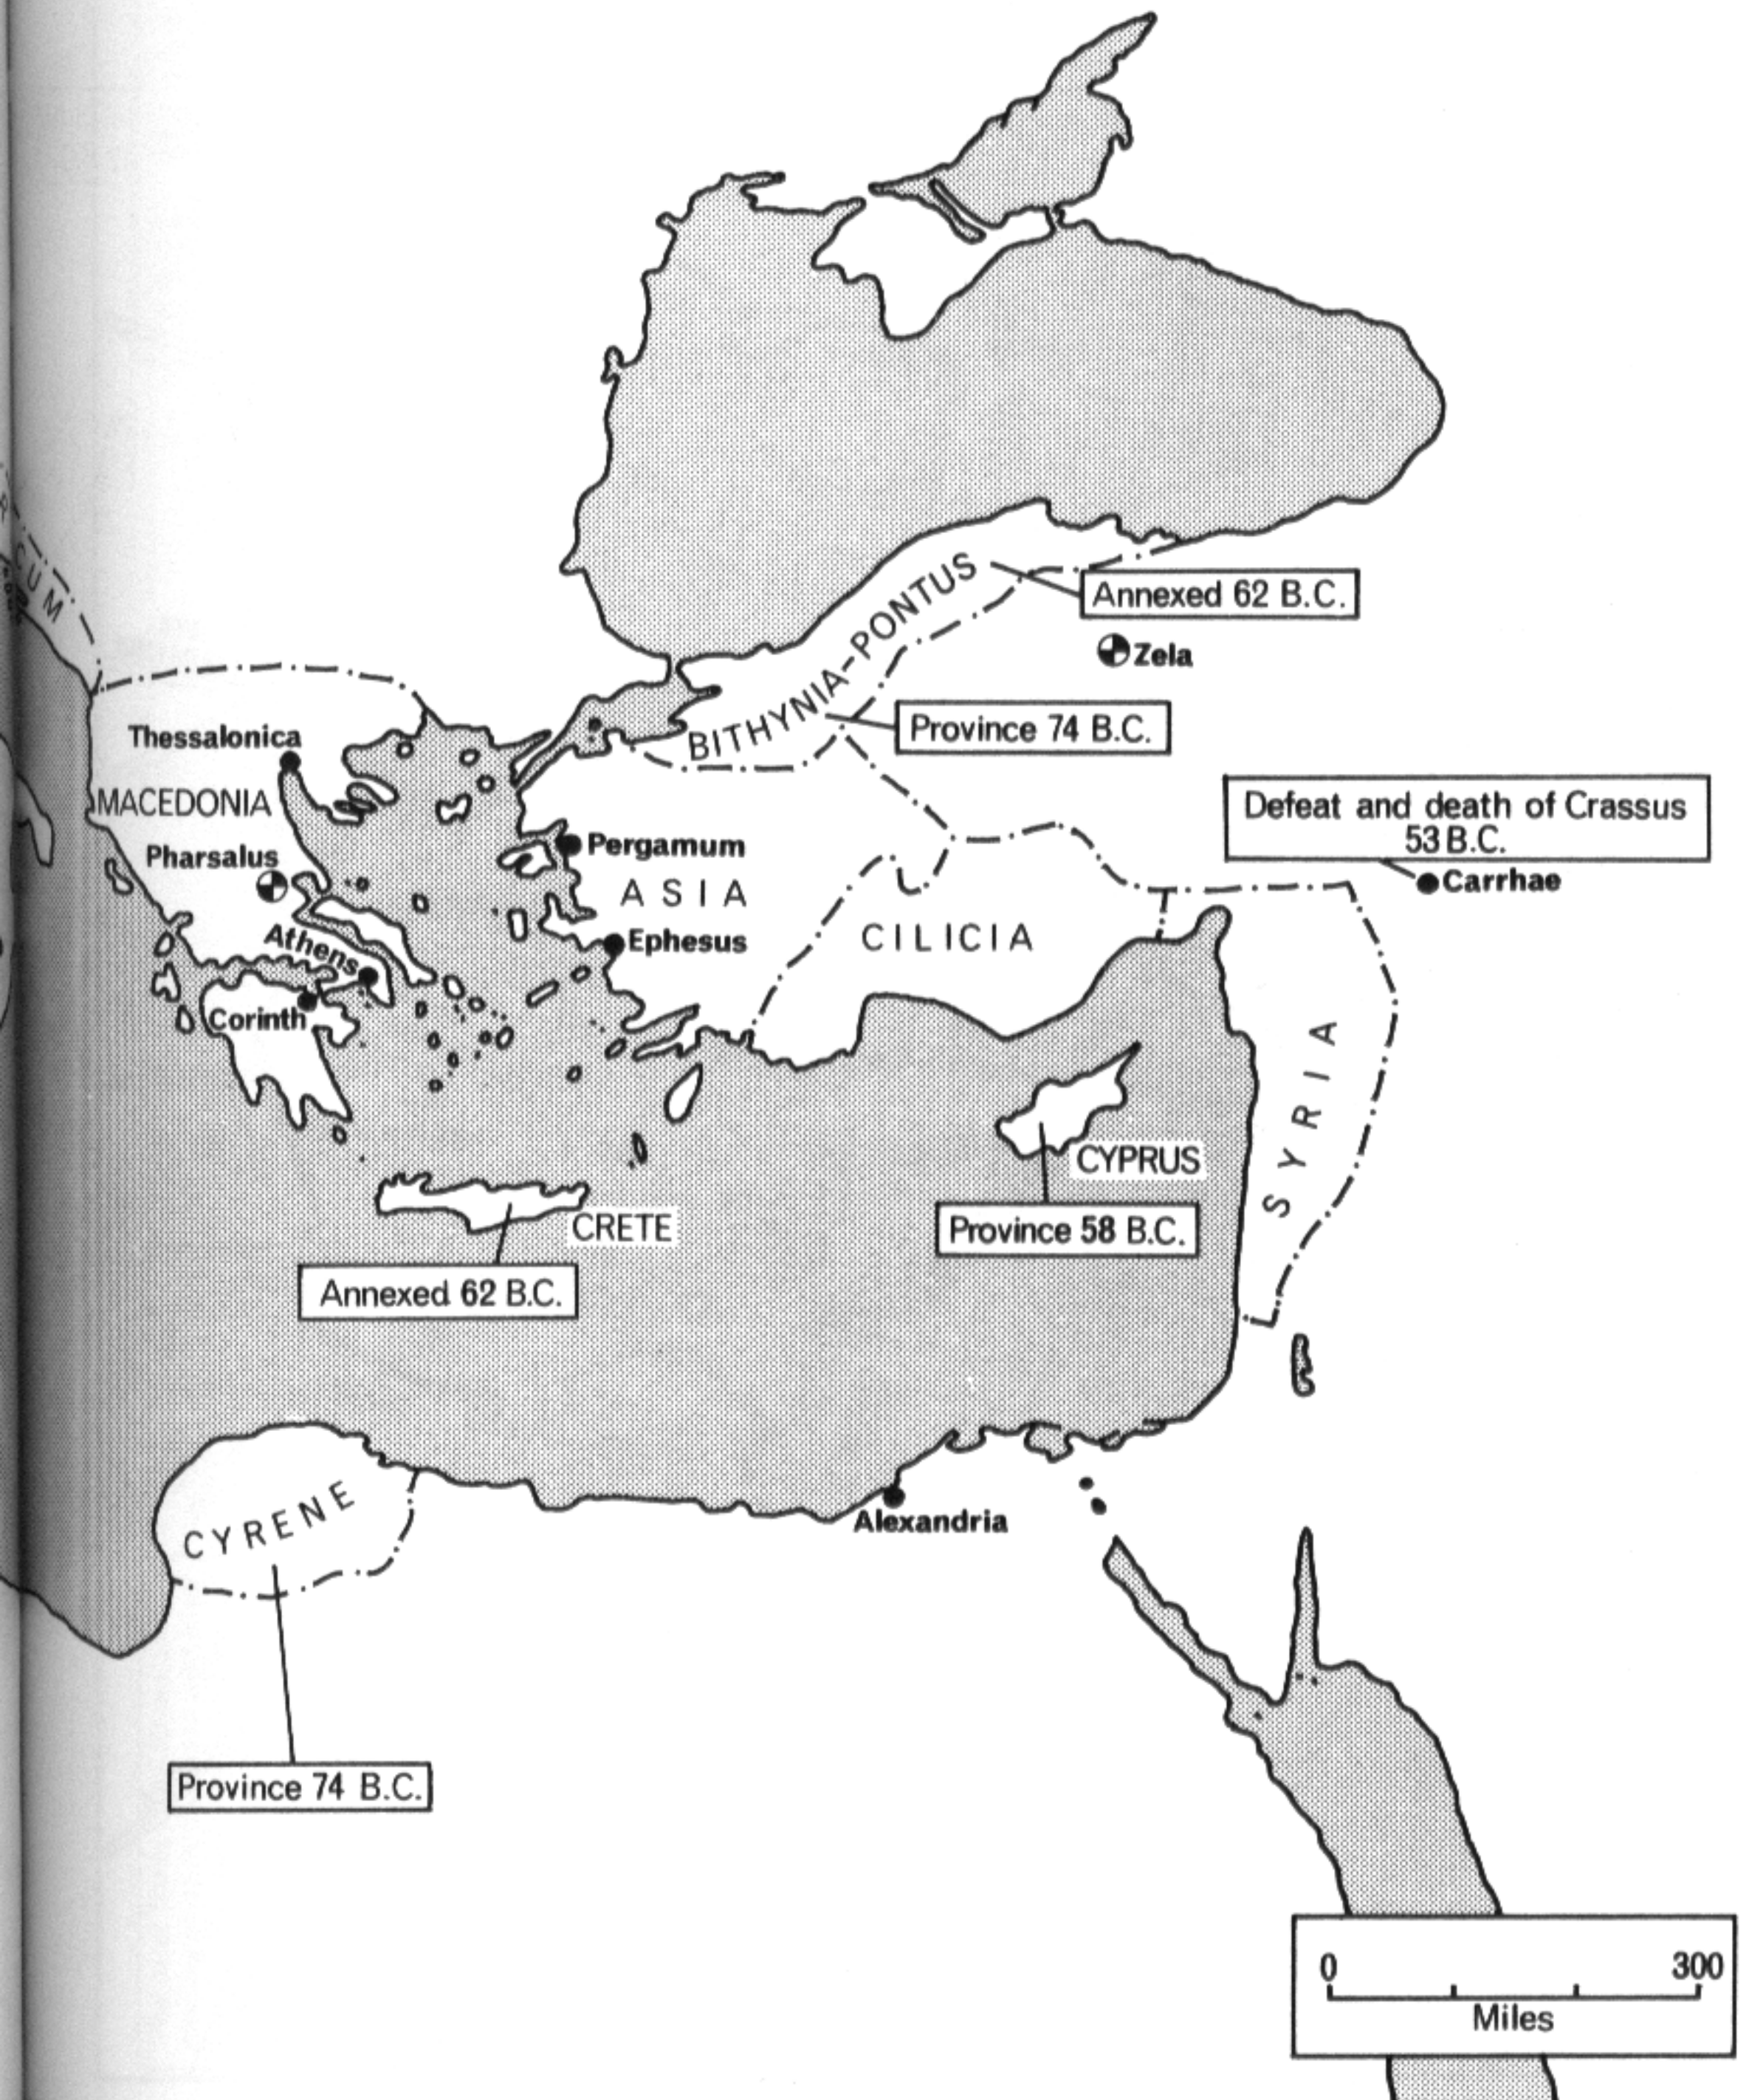 Annexed 62 B.C.
BITHYNIA-PONTUS
Zela
Province 74 B.C.
CUM
Thessalonica
MACEDONIA
Pharsalus
Athens
Corinth
Pergamum
ASIA
Ephesus
CILICIA
Defeat and death of Crassus
53 B.C.
Carrhae
SYRIA
CYPRUS
Province 58 B.C.
CRETE
Annexed 62 B.C.
CYRENE
Alexandria
Province 74 B.C.
0 300
Miles